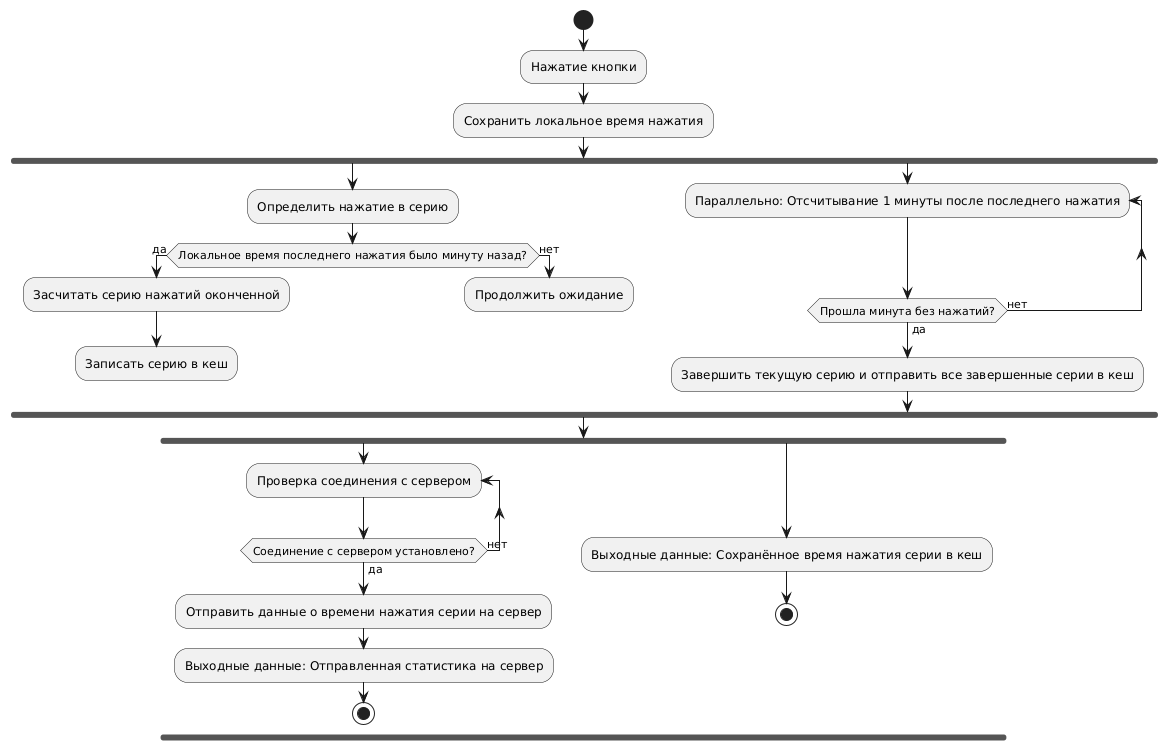 Нажатие кнопки
Сохранить локальное время нажатия
Определить нажатие в серию
Локальное время последнего нажатия было минуту назад?
да
нет
Засчитать серию нажатий оконченной
Продолжить ожидание
Записать серию в кеш
Параллельно: Отсчитывание 1 минуты после последнего нажатия
Прошла минута без нажатий?
нет
да
Завершить текущую серию и отправить все завершенные серии в кеш
Проверка соединения с сервером
Соединение с сервером установлено?
нет
да
Отправить данные о времени нажатия серии на сервер
Выходные данные: Отправленная статистика на сервер
Выходные данные: Сохранённое время нажатия серии в кеш